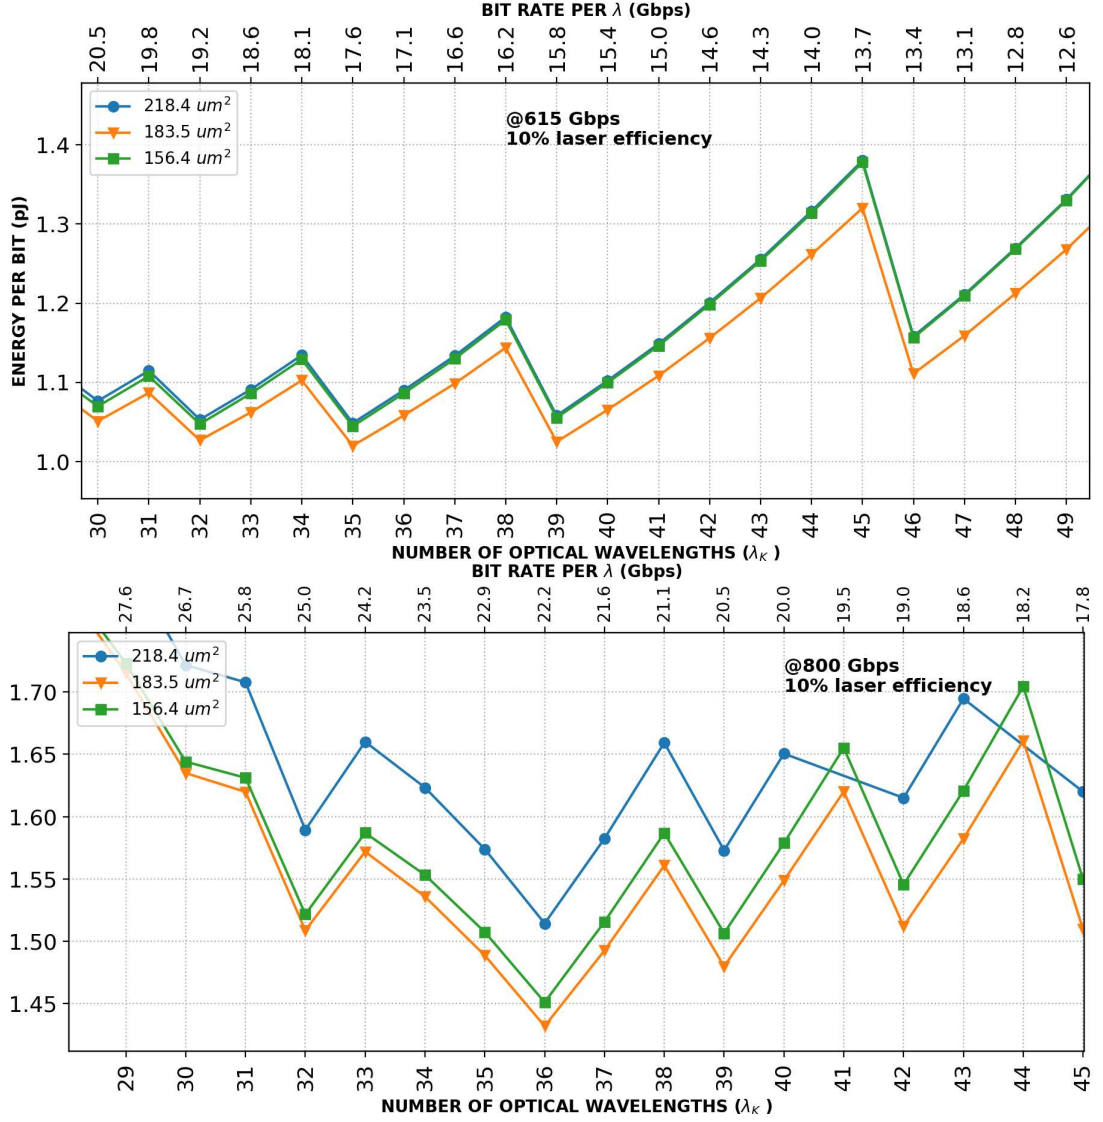 BIT RATE PER λ (Gbps)
20.5 19.8 19.2 18.6 18.1 17.6 17.1 16.6 16.2 15.8 15.4 15.0 14.6 14.3 14.0 13.7 13.4 13.1 12.8 12.6
218.4 um²
183.5 um²
156.4 um²
@615 Gbps
10% laser efficiency
ENERGY PER BIT (pJ)
1.4
1.3
1.2
1.1
1.0
30 31 32 33 34 35 36 37 38 39 40 41 42 43 44 45 46 47 48 49
NUMBER OF OPTICAL WAVELENGTHS (λ_K )
BIT RATE PER λ (Gbps)
27.6 26.7 25.8 25.0 24.2 23.5 22.9 22.2 21.6 21.1 20.5 20.0 19.5 19.0 18.6 18.2 17.8
218.4 um²
183.5 um²
156.4 um²
@800 Gbps
10% laser efficiency
1.70
1.65
1.60
1.55
1.50
1.45
29 30 31 32 33 34 35 36 37 38 39 40 41 42 43 44 45
NUMBER OF OPTICAL WAVELENGTHS (λ_K )